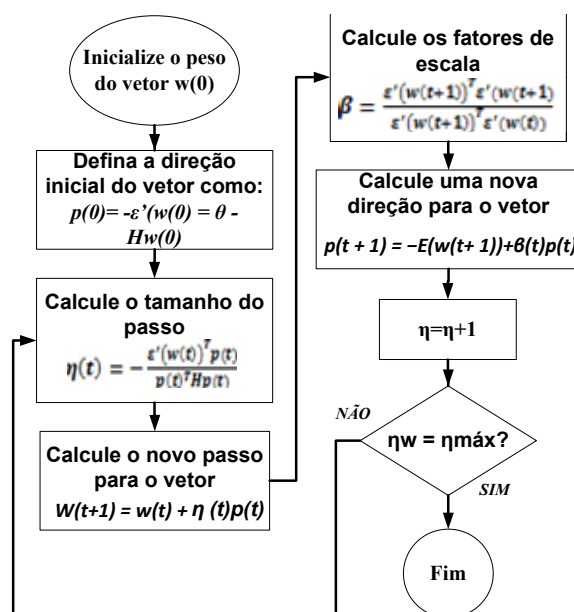 Inicialize o peso
do vetor w(0)
Defina a direção
inicial do vetor como:
p(0)= -ε’(w(0) = θ -
Hw(0)
Calcule o tamanho do
passo
η(t) = − ε′(w(t))ᵀp(t) / p(t)ᵀHp(t)
Calcule o novo passo
para o vetor
W(t+1) = w(t) + η (t)p(t)
Calcule os fatores de
escala
β = ε′(w(t+1))ᵀε′(w(t+1) / ε′(w(t+1))ᵀε′(w(t))
Calcule uma nova
direção para o vetor
p(t + 1) = −E(w(t+ 1))+β(t)p(t)
η=η+1
NÃO
ηw = ηmáx?
SIM
Fim